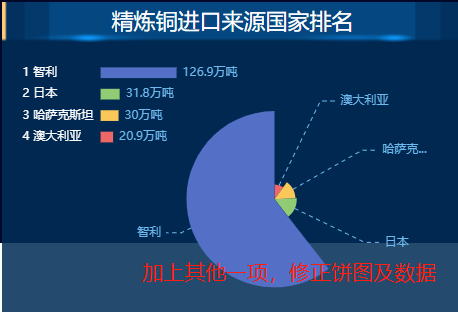 精炼铜进口来源国家排名
1 智利 126.9万吨
2 日本 31.8万吨
3 哈萨克斯坦 30万吨
4 澳大利亚 20.9万吨
澳大利亚
哈萨克...
智利
日本
加上其他一项，修正饼图及数据